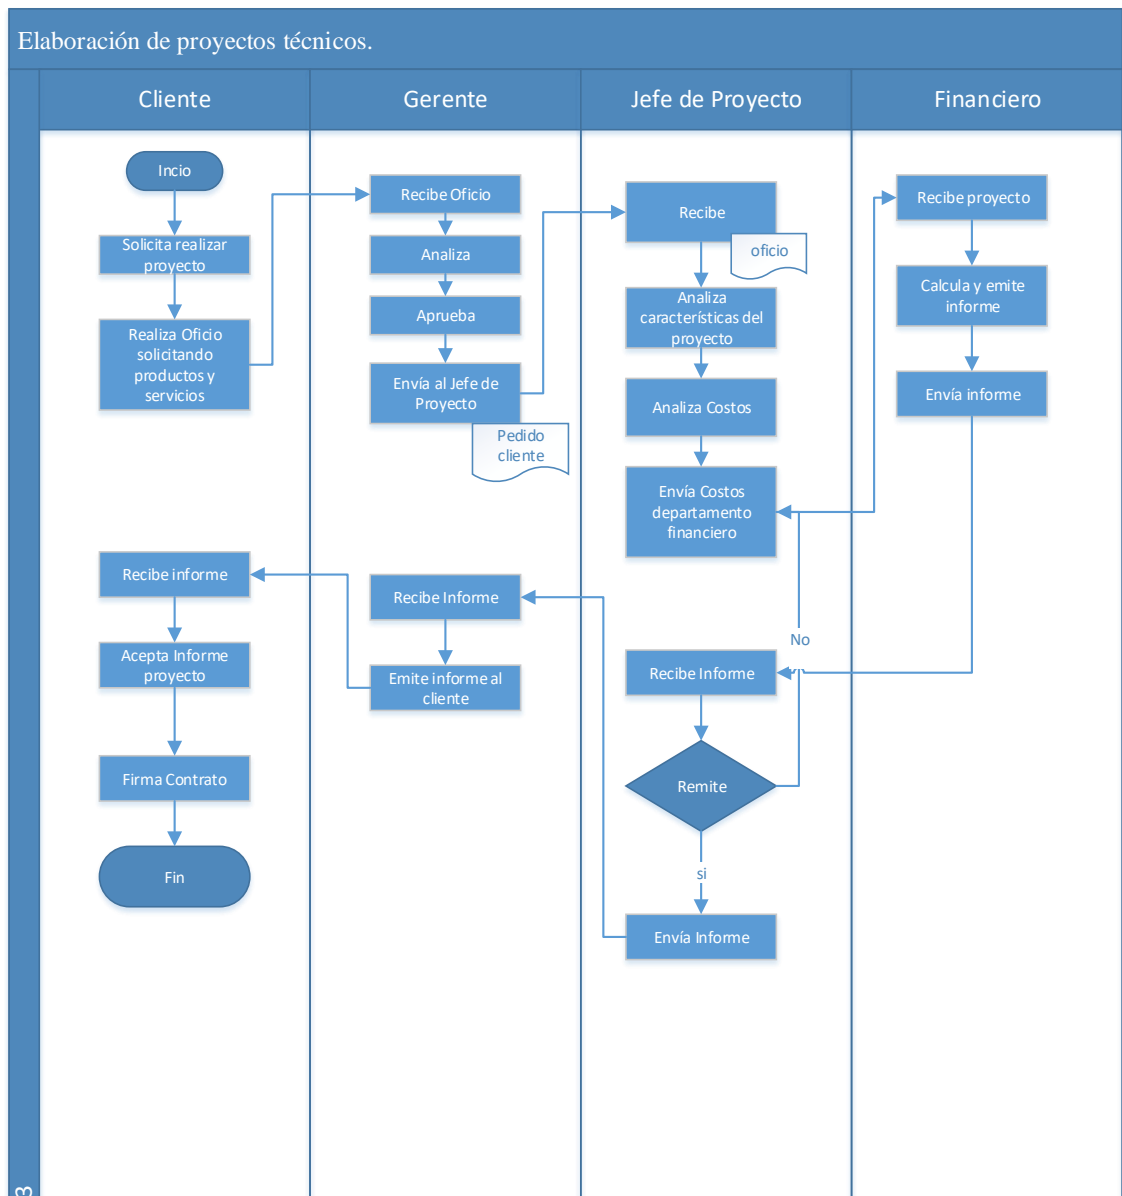 Elaboración de proyectos técnicos.
Cliente
Gerente
Jefe de Proyecto
Financiero
Incio
Solicita realizar
proyecto
Realiza Oficio
solicitando
productos y
servicios
Recibe Oficio
Analiza
Aprueba
Envía al Jefe de
Proyecto
Pedido
cliente
Recibe
oficio
Analiza
características del
proyecto
Analiza Costos
Envía Costos
departamento
financiero
Recibe proyecto
Calcula y emite
informe
Envía informe
No
Recibe Informe
Remite
si
Envía Informe
Recibe Informe
Emite informe al
cliente
Recibe informe
Acepta Informe
proyecto
Firma Contrato
Fin